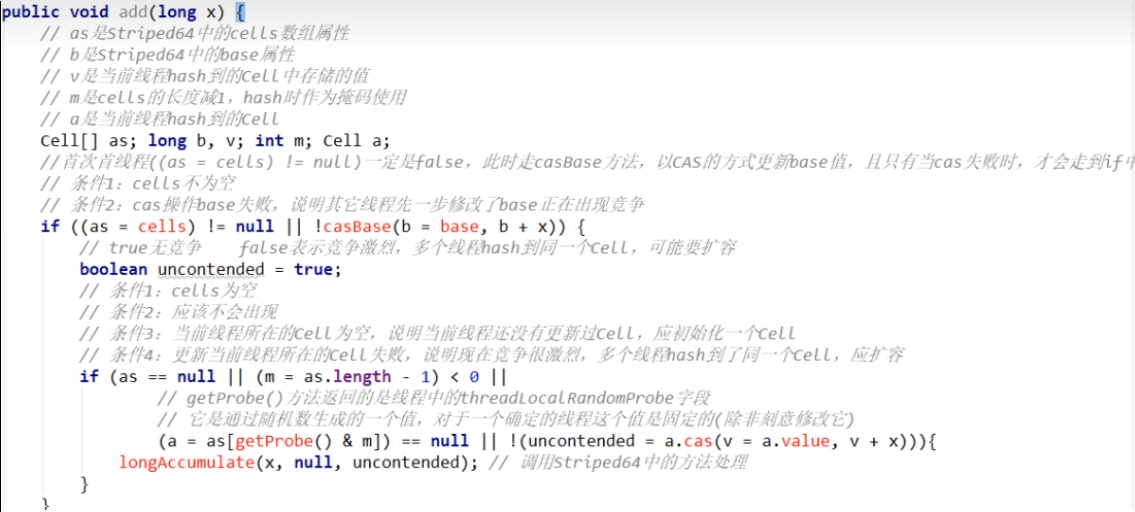 public void add(long x) {
// as是Striped64中的cells数组属性
// b是Striped64中的base属性
// v是当前线程hash到的Cell中存储的值
// m是cells的长度减1，hash时作为掩码使用
// a是当前线程hash到的Cell
Cell[] as; long b, v; int m; Cell a;
//首次首线程((as = cells) != null)一定是false，此时走casBase方法，以CAS的方式更新base值，且只有当cas失败时，才会走到if中
// 条件1：cells不为空
// 条件2：cas操作base失败，说明其它线程先一步修改了base正在出现竞争
if ((as = cells) != null || !casBase(b = base, b + x)) {
// true无竞争 false表示竞争激烈，多个线程hash到同一个Cell，可能要扩容
boolean uncontended = true;
// 条件1：cells为空
// 条件2：应该不会出现
// 条件3：当前线程所在的Cell为空，说明当前线程还没有更新过Cell，应初始化一个Cell
// 条件4：更新当前线程所在的Cell失败，说明现在竞争很激烈，多个线程hash到了同一个Cell，应扩容
if (as == null || (m = as.length - 1) < 0 ||
// getProbe()方法返回的是线程中的threadLocalRandomProbe字段
// 它是通过随机数生成的一个值，对于一个确定的线程这个值是固定的(除非刻意修改它)
(a = as[getProbe() & m]) == null || !(uncontended = a.cas(v = a.value, v + x))){
longAccumulate(x, null, uncontended); // 调用Striped64中的方法处理
}
}